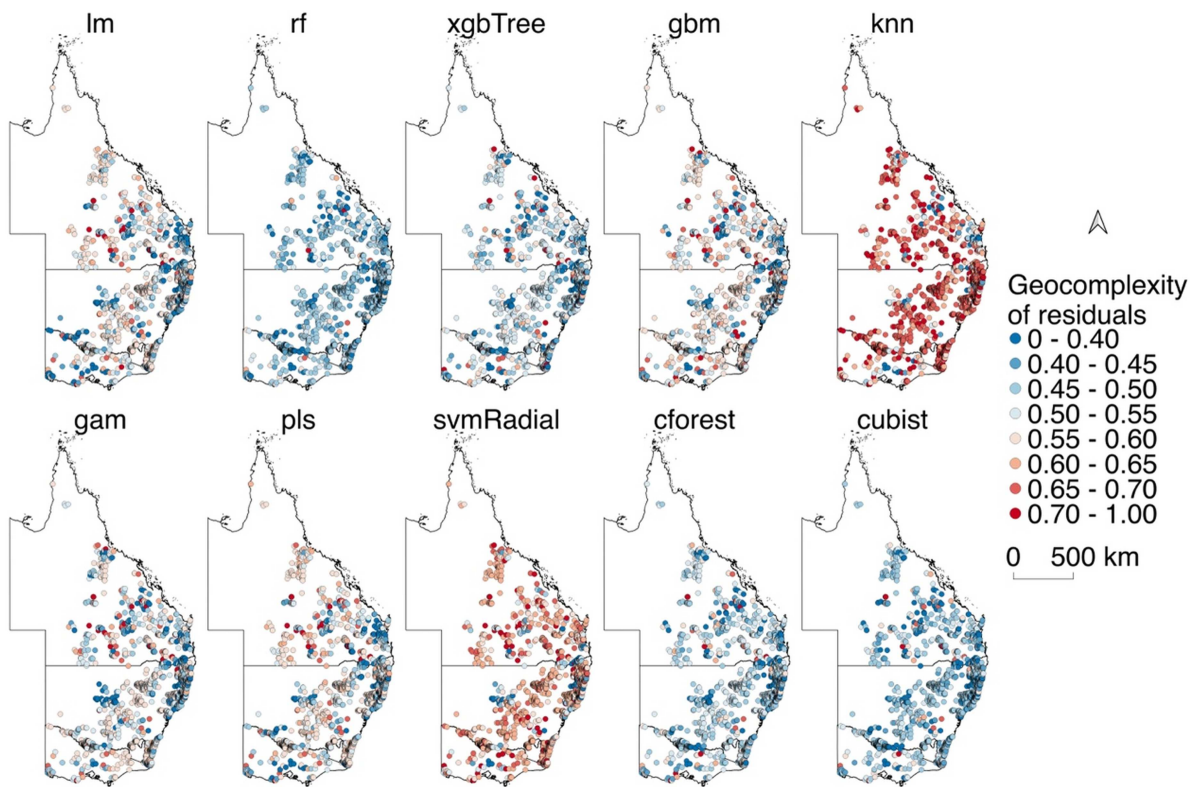 lm rf xgbTree gbm knn
Geocomplexity
of residuals
0 - 0.40
0.40 - 0.45
0.45 - 0.50
0.50 - 0.55
0.55 - 0.60
0.60 - 0.65
0.65 - 0.70
0.70 - 1.00
0 500 km
gam pls svmRadial cforest cubist